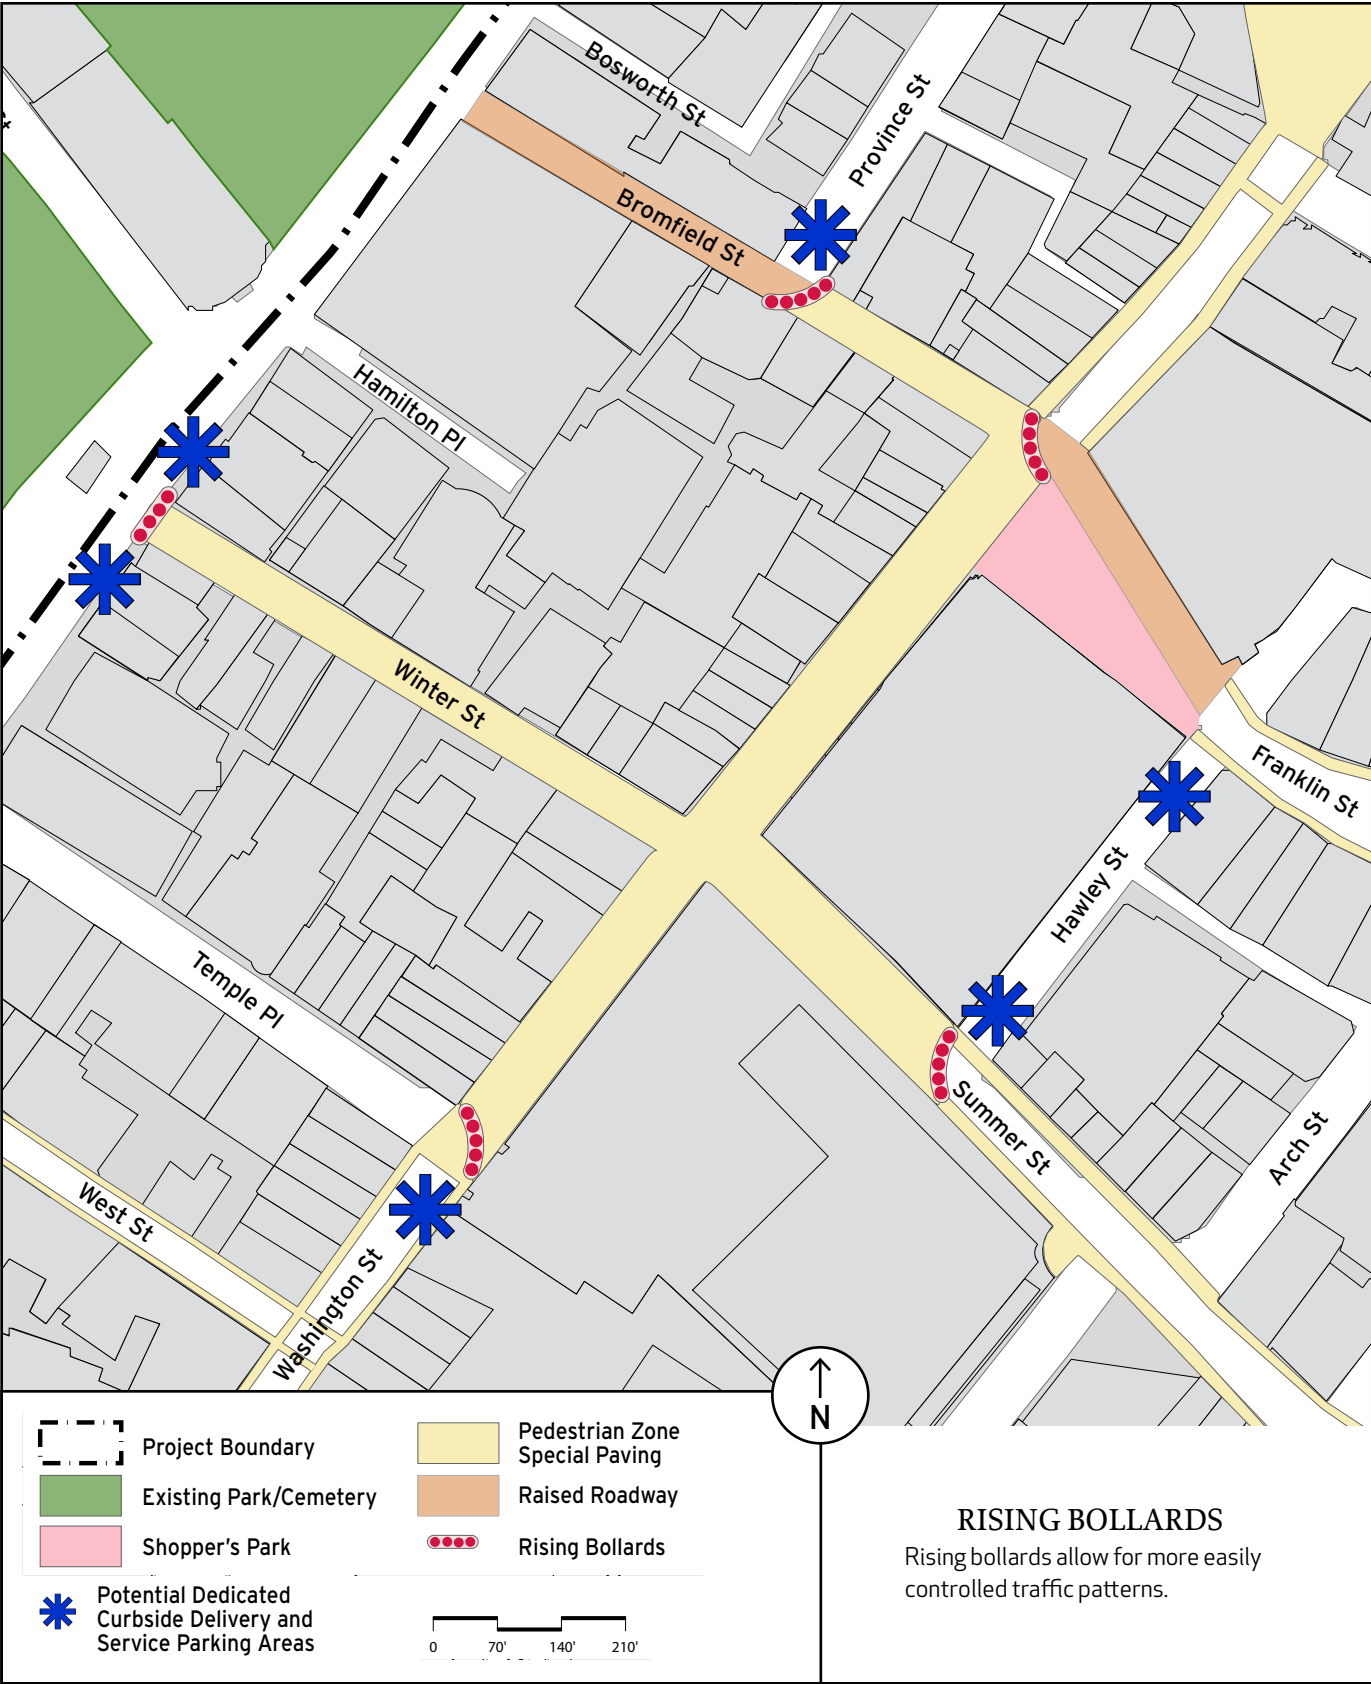 Bosworth St
Province St
Bromfield St
Hamilton Pl
Winter St
Franklin St
Hawley St
Temple Pl
Summer St
Arch St
West St
Washington St
N
Project Boundary
Existing Park/Cemetery
Shopper's Park
Potential Dedicated
Curbside Delivery and
Service Parking Areas
Pedestrian Zone
Special Paving
Raised Roadway
Rising Bollards
0 70' 140' 210'
RISING BOLLARDS
Rising bollards allow for more easily
controlled traffic patterns.